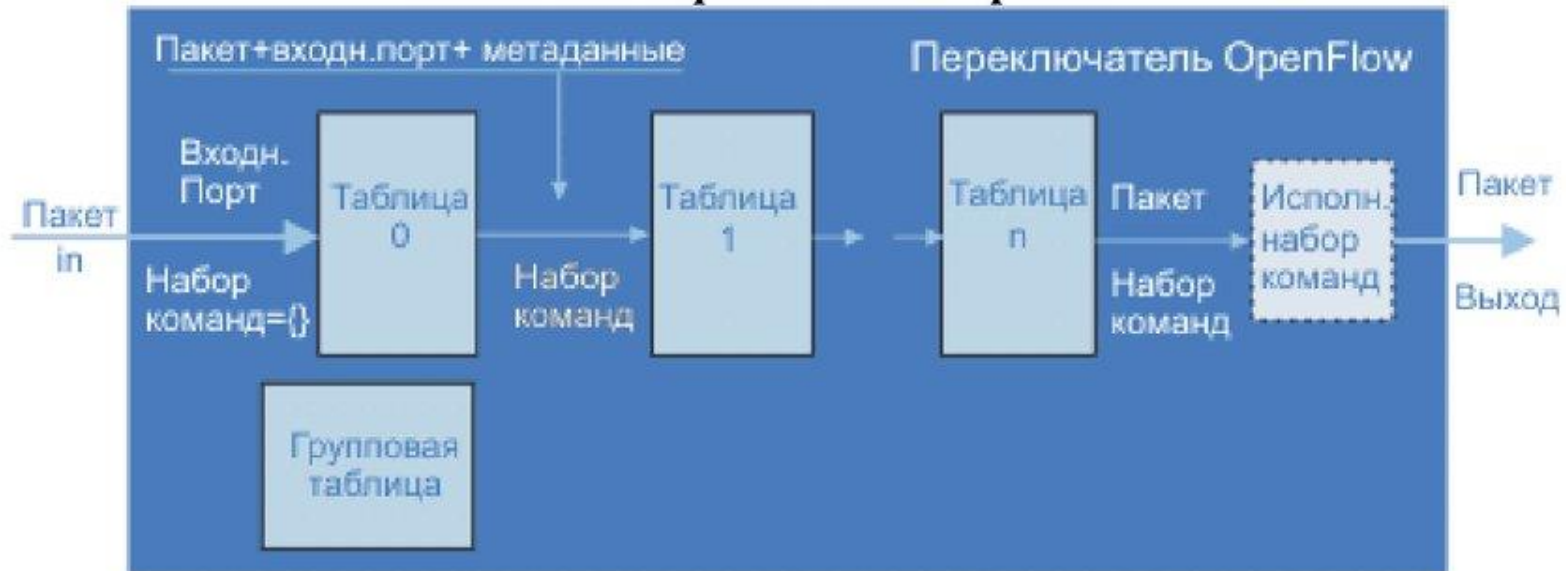 Пакет+входн.порт+ метаданные
Переключатель OpenFlow
Входн.
Порт
Пакет
in
Набор
команд={}
Таблица
0
Набор
команд
Таблица
1
Таблица
n
Пакет
Набор
команд
Исполн.
набор
команд
Пакет
Выход
Групповая
таблица